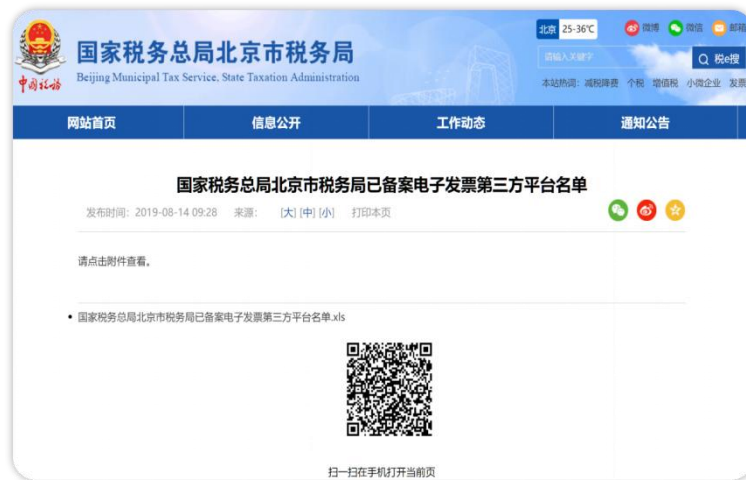 北京 25-36℃ 微博 微信 邮箱
国家税务总局北京市税务局
Beijing Municipal Tax Service, State Taxation Administration
中国税务
请输入关键字 税e搜
本站热词: 减税降费 个税 增值税 小微企业 发票
网站首页 信息公开 工作动态 通知公告
国家税务总局北京市税务局已备案电子发票第三方平台名单
发布时间: 2019-08-14 09:28 来源: [大] [中] [小] 打印本页
请点击附件查看。
• 国家税务总局北京市税务局已备案电子发票第三方平台名单.xls
扫一扫在手机打开当前页